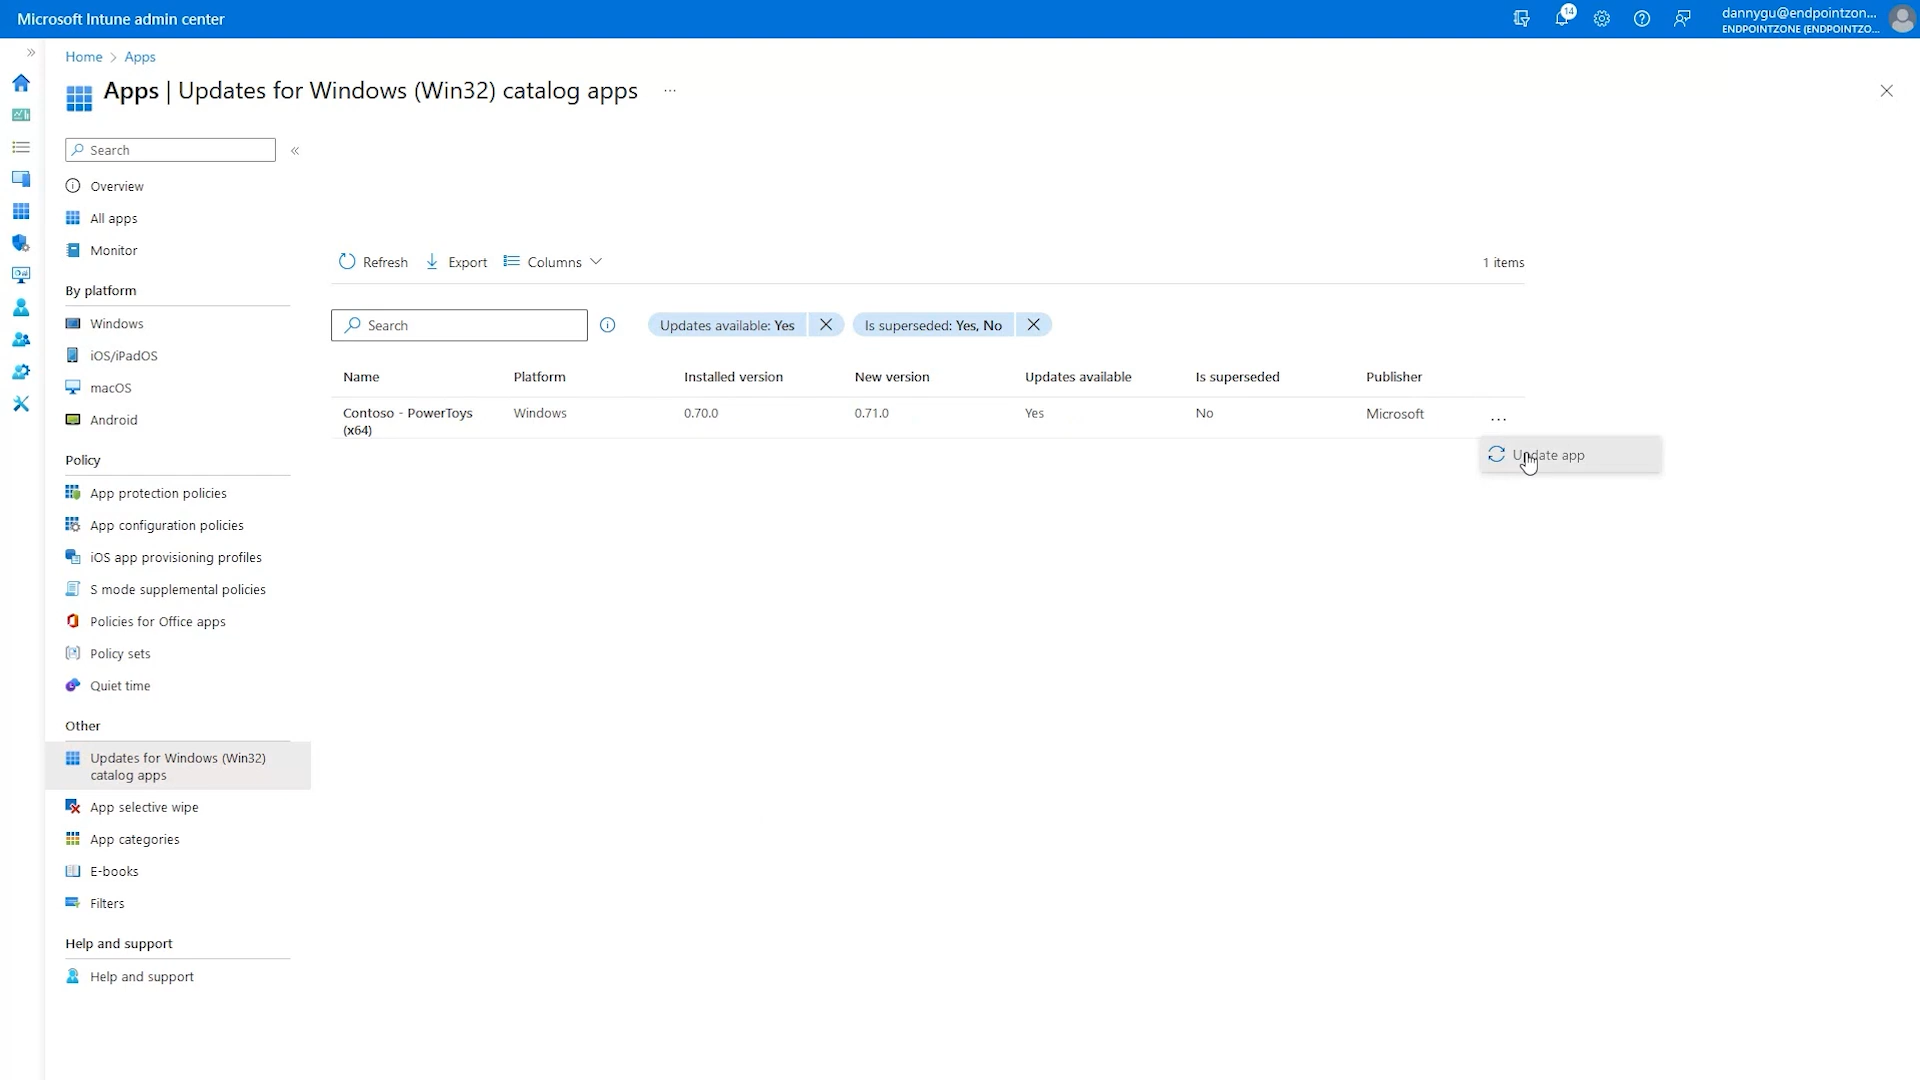 Microsoft Intune admin center
14
dannygu@endpointzon...
ENDPOINTZONE (ENDPOINTZO...
Home > Apps
Apps | Updates for Windows (Win32) catalog apps ...
Search
Overview
All apps
Monitor
By platform
Windows
iOS/iPadOS
macOS
Android
Policy
App protection policies
App configuration policies
iOS app provisioning profiles
S mode supplemental policies
Policies for Office apps
Policy sets
Quiet time
Other
Updates for Windows (Win32)
catalog apps
App selective wipe
App categories
E-books
Filters
Help and support
Help and support
Refresh Export Columns 1 items
Search Updates available: Yes Is superseded: Yes, No
Name Platform Installed version New version Updates available Is superseded Publisher
Contoso - PowerToys Windows 0.70.0 0.71.0 Yes No Microsoft ...
(x64)
Update app